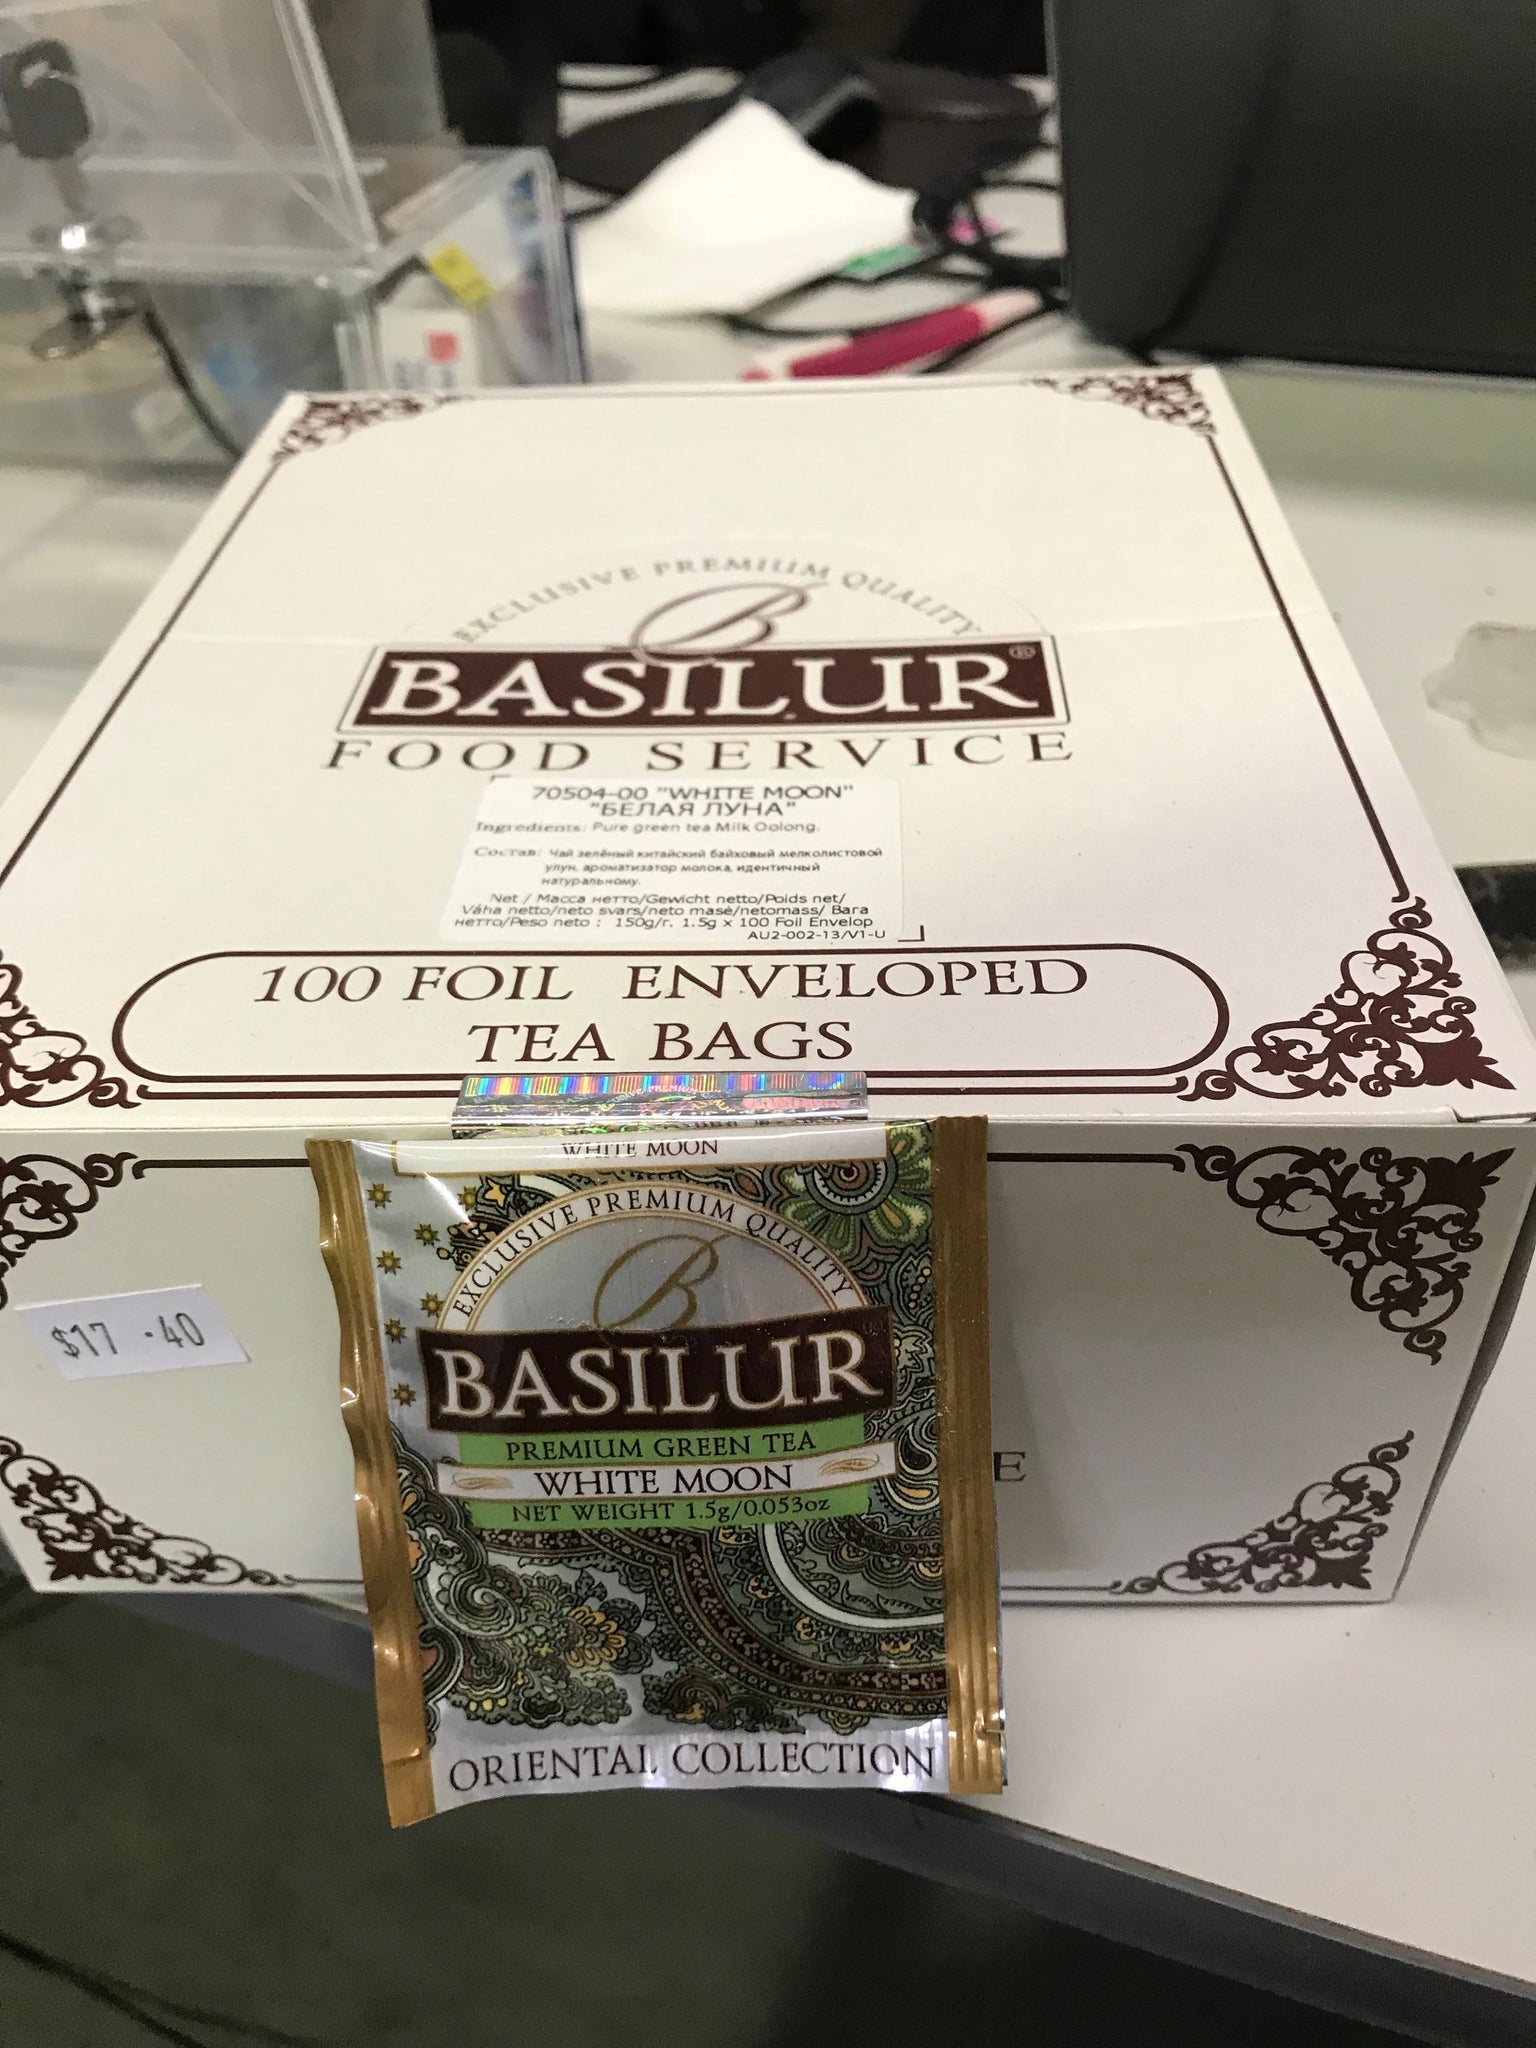 EXCLUSIVE PREMIUM QUALITY
B
BASILUR®
FOOD SERVICE
70504-00 "WHITE MOON"
"БЕЛАЯ ЛУНА"
Ingredients: Pure green tea Milk Oolong.
Состав: Чай зелёный китайский байховый мелколистовой
улун, ароматизатор молока, идентичный
натуральному.
Net / Масса нетто/Gewicht netto/Poids net/
Váha netto/neto svars/neto masė/netomass/ Вага
нетто/Peso neto : 150g/г. 1.5g x 100 Foil Envelop
AU2-002-13/V1-U
100 FOIL ENVELOPED
TEA BAGS
WHITE MOON
EXCLUSIVE PREMIUM QUALITY
B
BASILUR®
PREMIUM GREEN TEA
WHITE MOON
NET WEIGHT 1.5g/0.053oz
ORIENTAL COLLECTION
$17 .40
E